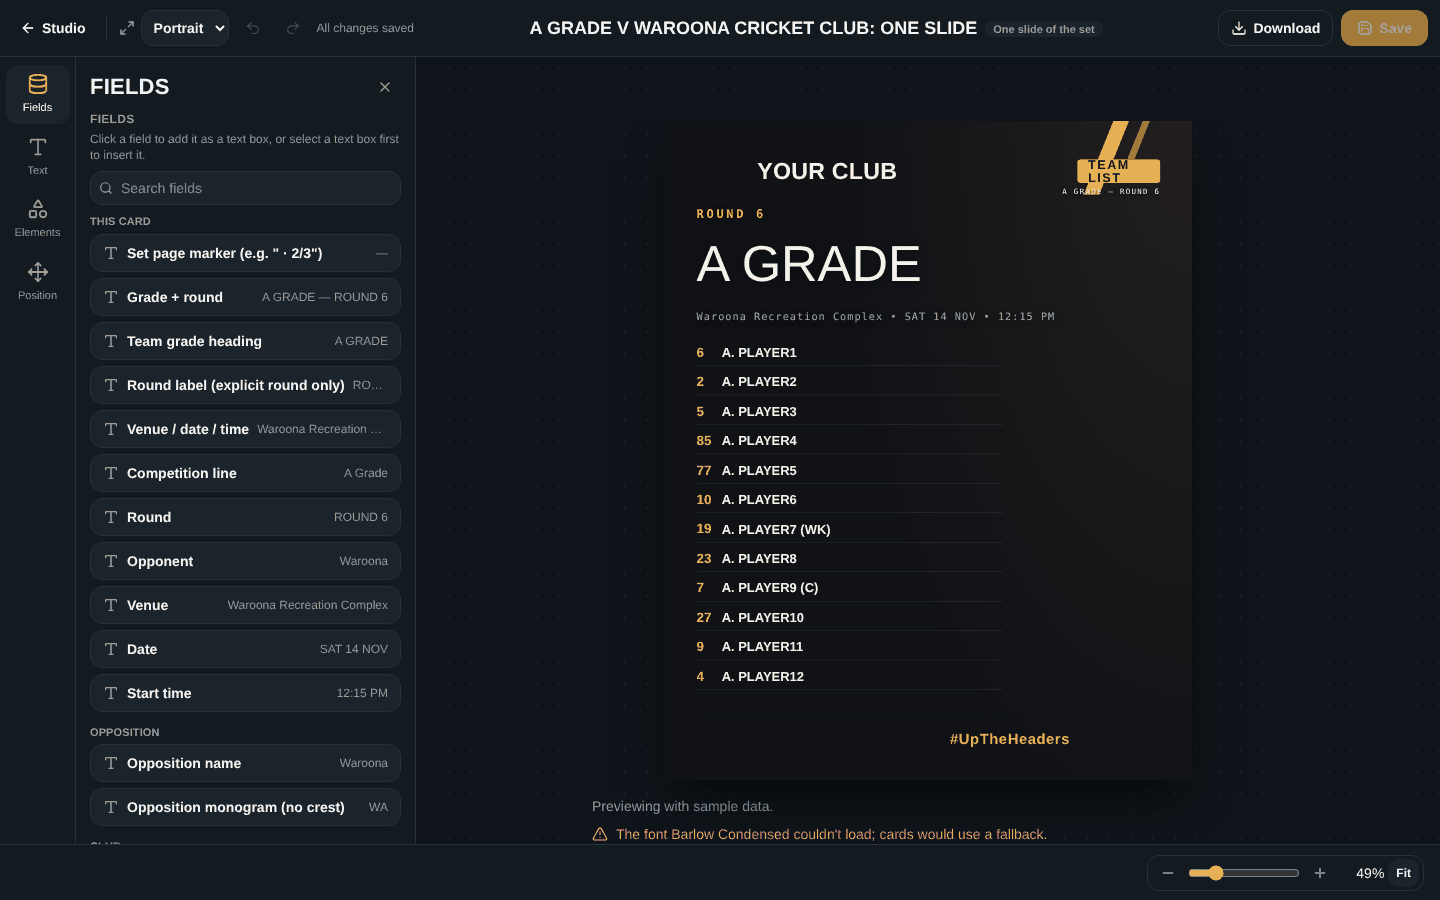 Studio
Portrait
All changes saved
A GRADE V WAROONA CRICKET CLUB: ONE SLIDE
One slide of the set
Download
Save
Fields
Text
Elements
Position
FIELDS
FIELDS
Click a field to add it as a text box, or select a text box first
to insert it.
Search fields
THIS CARD
Set page marker (e.g. " · 2/3") —
Grade + round A GRADE — ROUND 6
Team grade heading A GRADE
Round label (explicit round only) RO...
Venue / date / time Waroona Recreation ...
Competition line A Grade
Round ROUND 6
Opponent Waroona
Venue Waroona Recreation Complex
Date SAT 14 NOV
Start time 12:15 PM
OPPOSITION
Opposition name Waroona
Opposition monogram (no crest) WA
YOUR CLUB
TEAM
LIST
A GRADE — ROUND 6
ROUND 6
A GRADE
Waroona Recreation Complex • SAT 14 NOV • 12:15 PM
6 A. PLAYER1
2 A. PLAYER2
5 A. PLAYER3
85 A. PLAYER4
77 A. PLAYER5
10 A. PLAYER6
19 A. PLAYER7 (WK)
23 A. PLAYER8
7 A. PLAYER9 (C)
27 A. PLAYER10
9 A. PLAYER11
4 A. PLAYER12
#UpTheHeaders
Previewing with sample data.
The font Barlow Condensed couldn't load; cards would use a fallback.
49% Fit